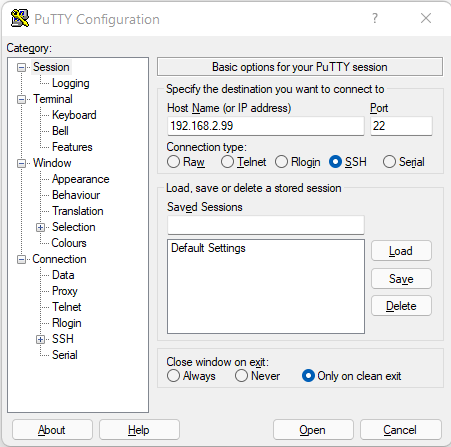 PuTTY Configuration
Category:
Session
Logging
Terminal
Keyboard
Bell
Features
Window
Appearance
Behaviour
Translation
Selection
Colours
Connection
Data
Proxy
Telnet
Rlogin
SSH
Serial
Basic options for your PuTTY session
Specify the destination you want to connect to
Host Name (or IP address) Port
192.168.2.99 22
Connection type:
Raw Telnet Rlogin SSH Serial
Load, save or delete a stored session
Saved Sessions
Default Settings
Load
Save
Delete
Close window on exit:
Always Never Only on clean exit
About Help Open Cancel